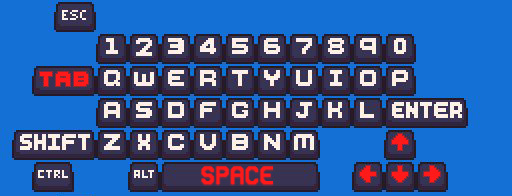 ESC
1 2 3 4 5 6 7 8 9 0
TAB Q W E R T Y U I O P
A S D F G H J K L ENTER
SHIFT Z X C V B N M
CTRL ALT SPACE